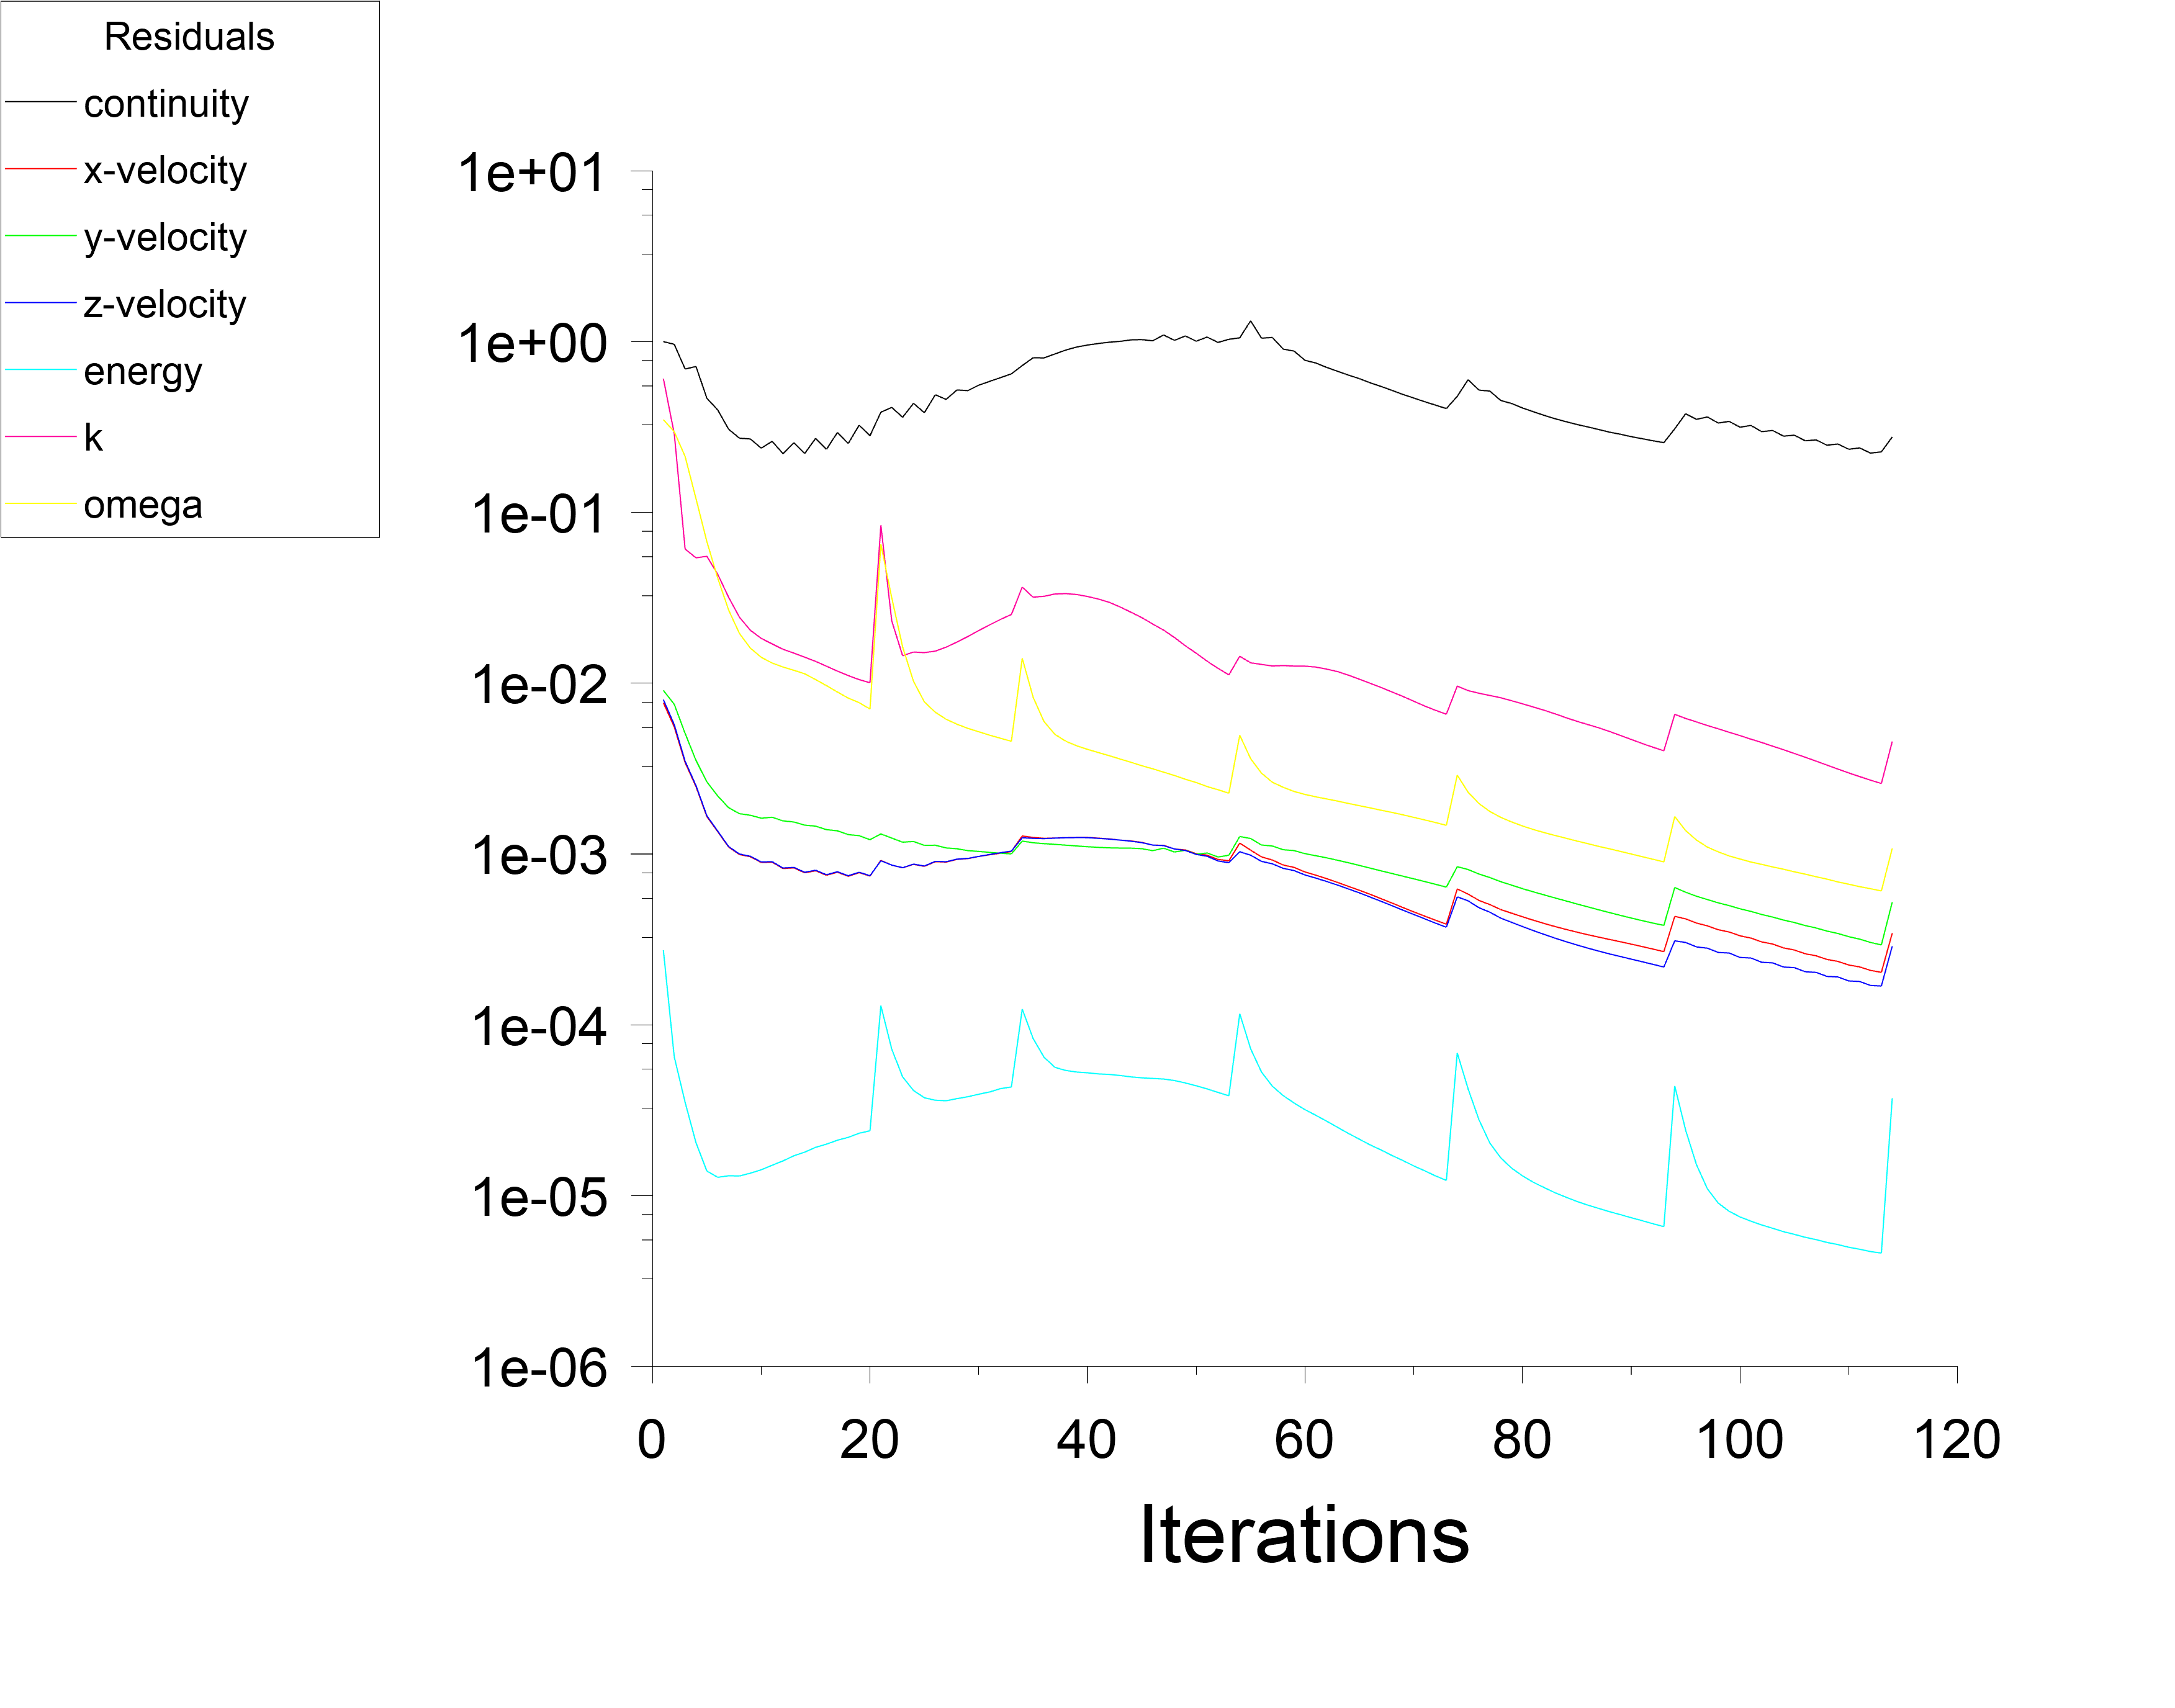 Residuals
continuity
x-velocity
y-velocity
z-velocity
energy
k
omega
1e+01
1e+00
1e-01
1e-02
1e-03
1e-04
1e-05
1e-06
0 20 40 60 80 100 120
Iterations